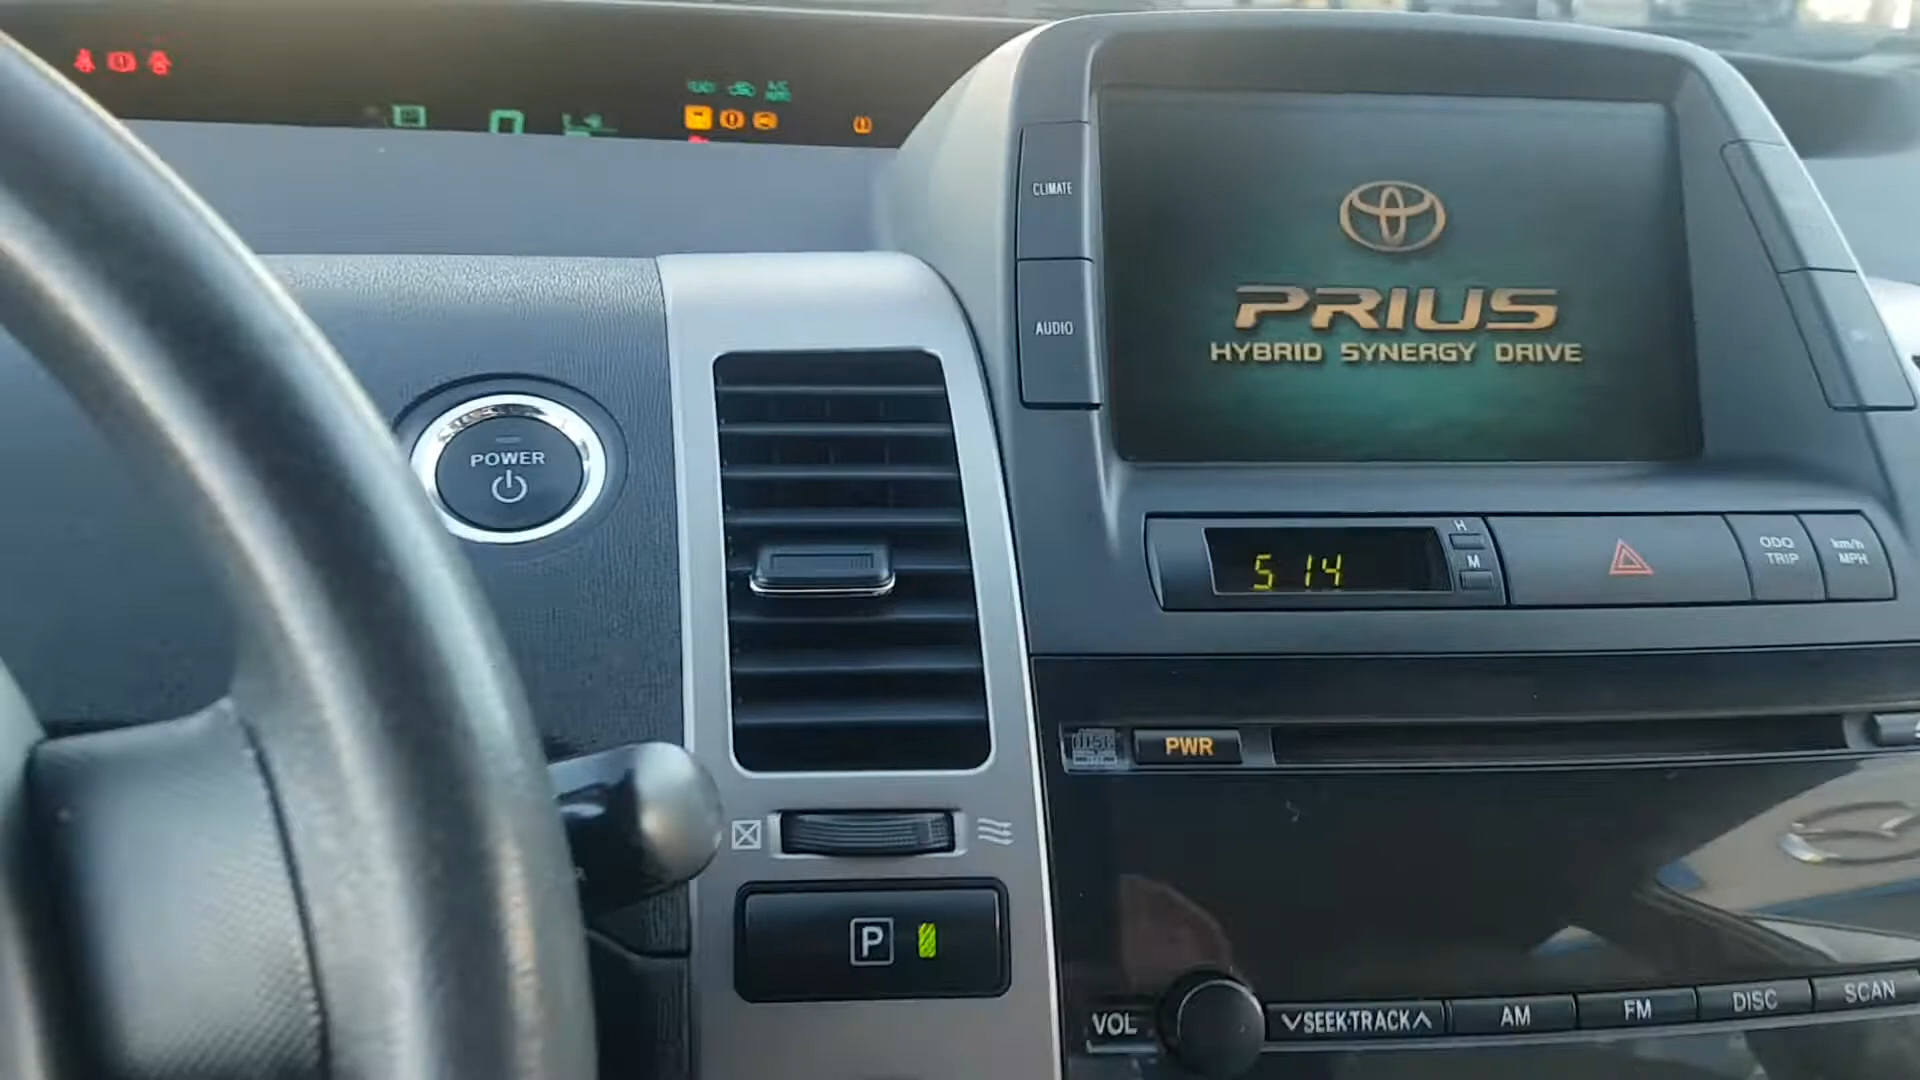 CLIMATE
AUDIO
PRIUS
HYBRID SYNERGY DRIVE
POWER
5 14
H
M
ODO
TRIP
km/h
MPH
PWR
P
VOL
SEEK·TRACK
AM
FM
DISC
SCAN